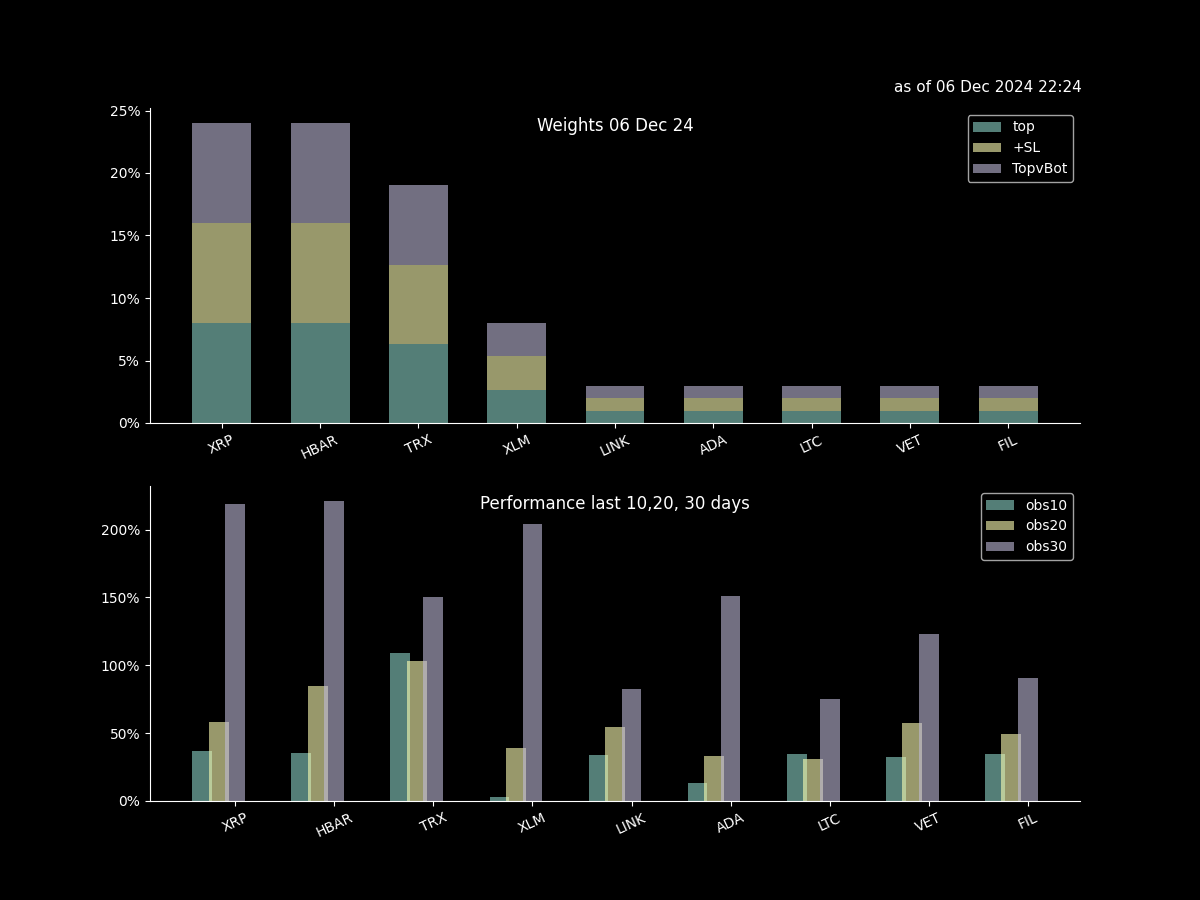 as of 06 Dec 2024 22:24
Weights 06 Dec 24
25%
20%
15%
10%
5%
0%
top
+SL
TopvBot
XRP HBAR TRX XLM LINK ADA LTC VET FIL
Performance last 10,20, 30 days
200%
150%
100%
50%
0%
obs10
obs20
obs30
XRP HBAR TRX XLM LINK ADA LTC VET FIL